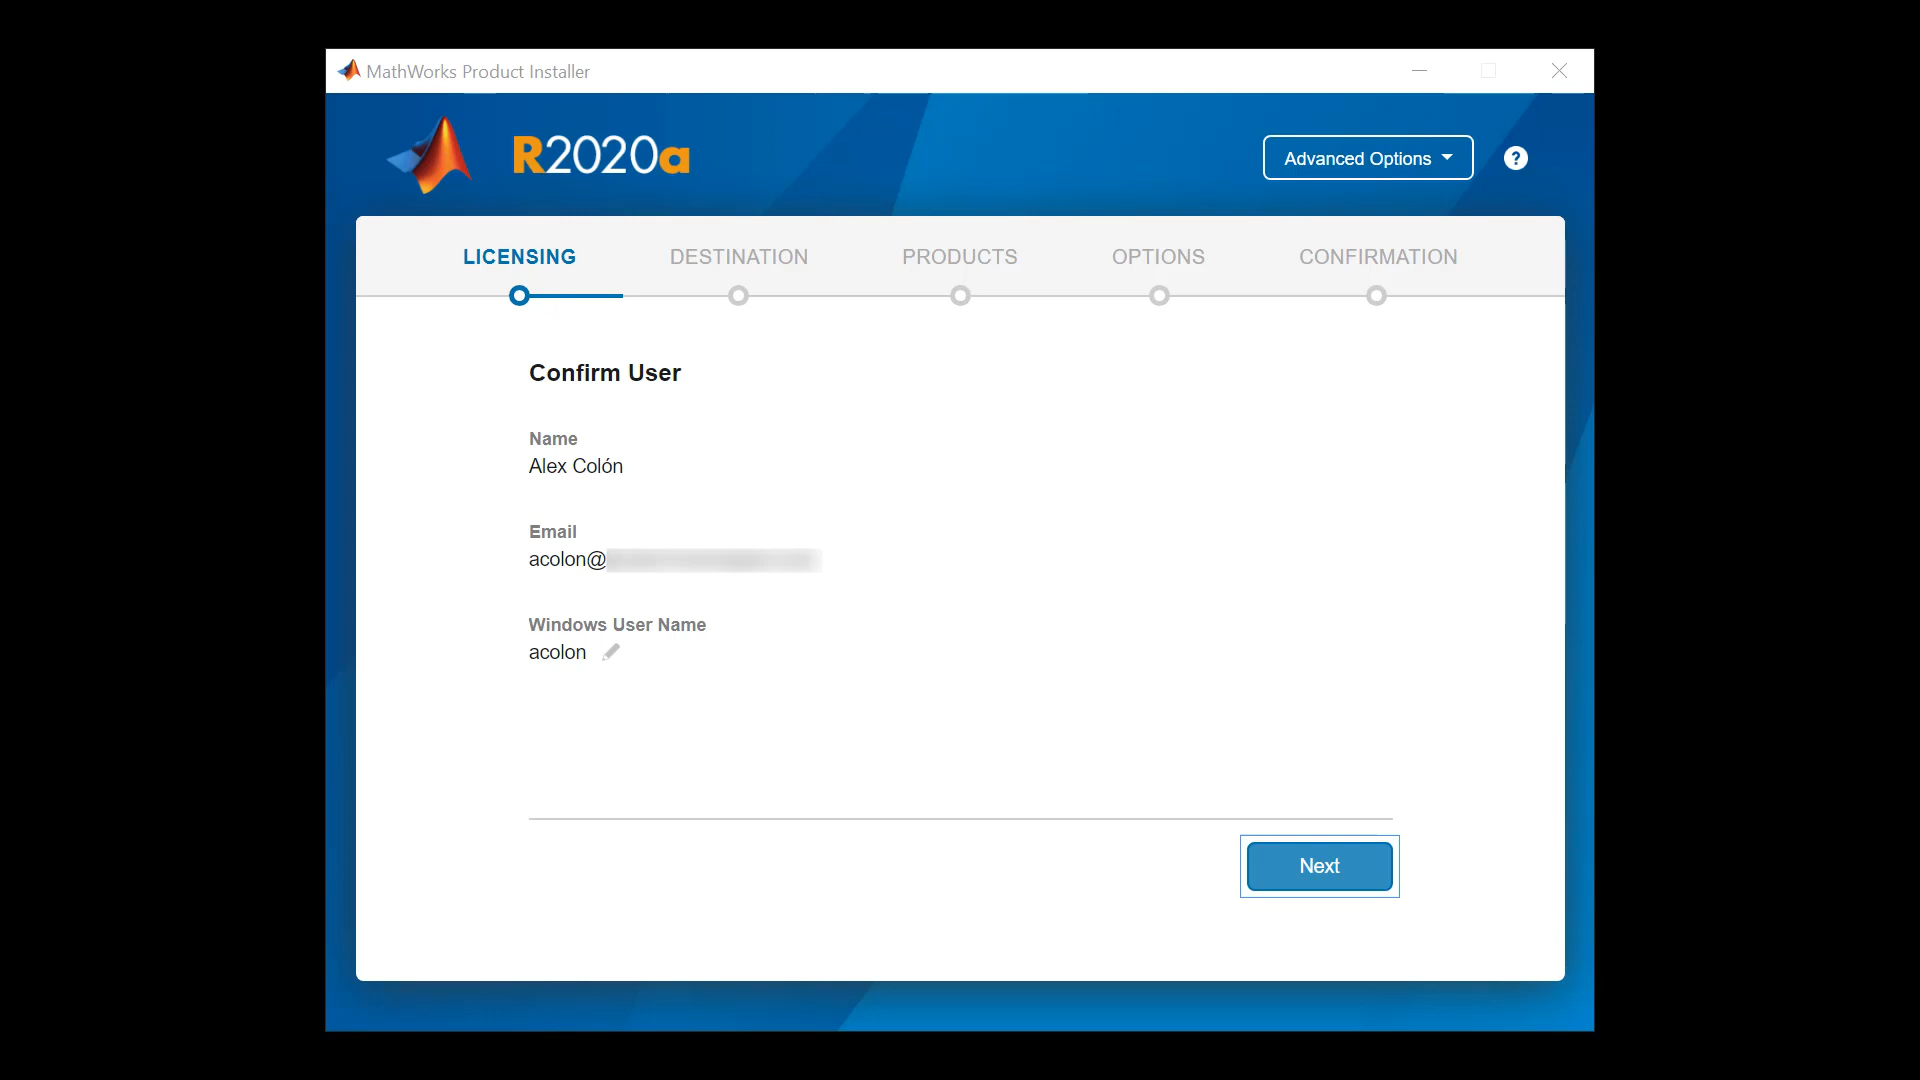 MathWorks Product Installer
R2020a
Advanced Options
?
LICENSING DESTINATION PRODUCTS OPTIONS CONFIRMATION
Confirm User
Name
Alex Colón
Email
acolon@
Windows User Name
acolon
Next